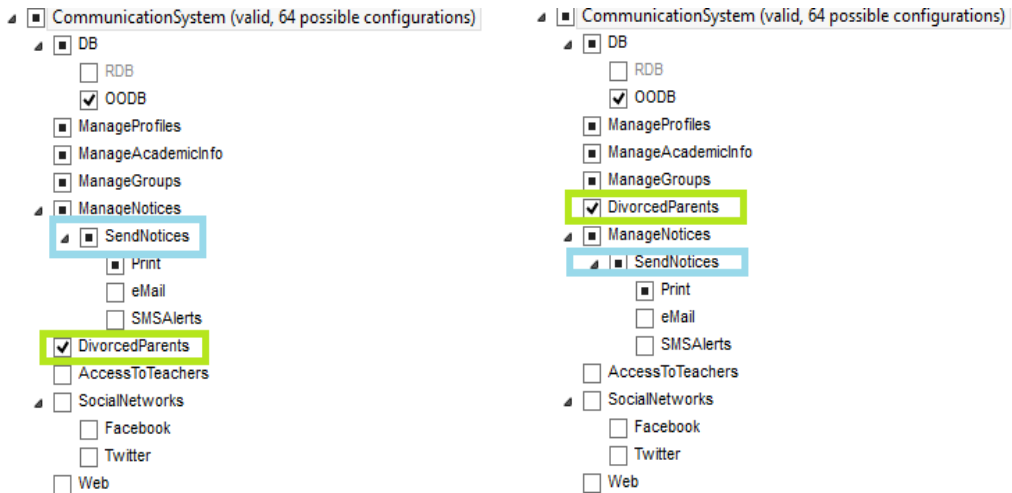 CommunicationSystem (valid, 64 possible configurations)
DB
RDB
OODB
ManageProfiles
ManageAcademicInfo
ManageGroups
ManageNotices
SendNotices
Print
eMail
SMSAlerts
DivorcedParents
AccessToTeachers
SocialNetworks
Facebook
Twitter
Web
CommunicationSystem (valid, 64 possible configurations)
DB
RDB
OODB
ManageProfiles
ManageAcademicInfo
ManageGroups
DivorcedParents
ManageNotices
SendNotices
Print
eMail
SMSAlerts
AccessToTeachers
SocialNetworks
Facebook
Twitter
Web